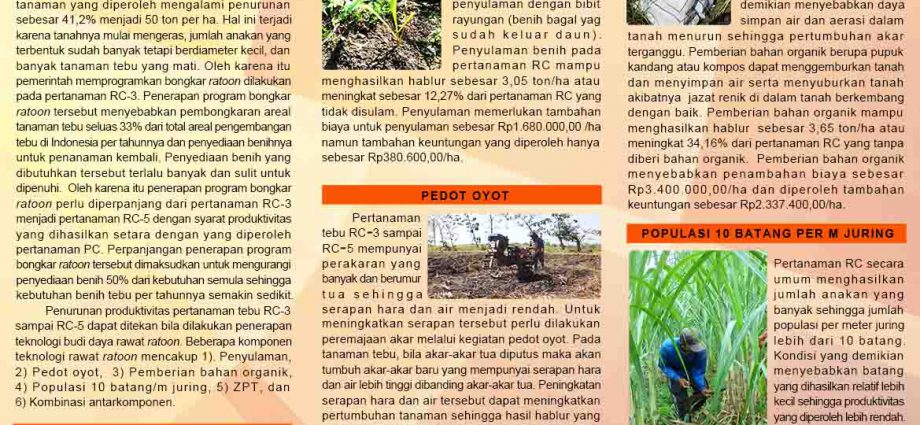 tanaman yang diperoleh mengalami penurunan
sebesar 41,2% menjadi 50 ton per ha. Hal ini terjadi
karena tanahnya mulai mengeras, jumlah anakan yang
terbentuk sudah banyak tetapi berdiameter kecil, dan
banyak tanaman tebu yang mati. Oleh karena itu
pemerintah memprogramkan bongkar ratoon dilakukan
pada pertanaman RC-3. Penerapan program bongkar
ratoon tersebut menyebabkan pembongkaran areal
tanaman tebu seluas 33% dari total areal pengembangan
tebu di Indonesia per tahunnya dan penyediaan benihnya
untuk penanaman kembali. Penyediaan benih yang
dibutuhkan tersebut terlalu banyak dan sulit untuk
dipenuhi. Oleh karena itu penerapan program bongkar
ratoon perlu diperpanjang dari pertanaman RC-3
menjadi pertanaman RC-5 dengan syarat produktivitas
yang dihasilkan setara dengan yang diperoleh
pertanaman PC. Perpanjangan penerapan program
bongkar ratoon tersebut dimaksudkan untuk mengurangi
penyediaan benih 50% dari kebutuhan semula sehingga
kebutuhan benih tebu per tahunnya semakin sedikit.
Penurunan produktivitas pertanaman tebu RC-3
sampai RC-5 dapat ditekan bila dilakukan penerapan
teknologi budi daya rawat ratoon. Beberapa komponen
teknologi rawat ratoon mencakup 1). Penyulaman,
2) Pedot oyot, 3) Pemberian bahan organik,
4) Populasi 10 batang/m juring, 5) ZPT, dan
6) Kombinasi antarkomponen.
penyulaman dengan bibit
rayungan (benih bagal yag
sudah keluar daun).
Penyulaman benih pada
pertanaman RC mampu
menghasilkan hablur sebesar 3,05 ton/ha atau
meningkat sebesar 12,27% dari pertanaman RC yang
tidak disulam. Penyulaman memerlukan tambahan
biaya untuk penyulaman sebesar Rp1.680.000,00 /ha
namun tambahan keuntungan yang diperoleh hanya
sebesar Rp380.600/ha.
PEDOT OYOT
Pertanaman
tebu RC=3 sampai
RC=5 mempunyai
perakaran yang
banyak dan berumur
tua sehingga
serapan hara dan air menjadi rendah. Untuk
meningkatkan serapan tersebut perlu dilakukan
peremajaan akar melalui kegiatan pedot oyot. Pada
tanaman tebu, bila akar-akar tua diputus maka akan
tumbuh akar-akar baru yang mempunyai serapan hara
dan air lebih tinggi dibanding akar-akar tua. Peningkatan
serapan hara dan air tersebut dapat meningkatkan
pertumbuhan tanaman sehingga hasil hablur yang
demikian menyebabkan daya
simpan air dan aerasi dalam
tanah menurun sehingga pertumbuhan akar
terganggu. Pemberian bahan organik berupa pupuk
kandang atau kompos dapat menggemburkan tanah
dan menyimpan air serta menyuburkan tanah
akibatnya jazat renik di dalam tanah berkembang
dengan baik. Pemberian bahan organik mampu
menghasilkan hablur sebesar 3,65 ton/ha atau
meningkat 34,16% dari pertanaman RC yang tanpa
diberi bahan organik. Pemberian bahan organik
menyebabkan penambahan biaya sebesar
Rp3.400.000,00/ha dan diperoleh tambahan
keuntungan sebesar Rp2.337.400,00/ha.
POPULASI 10 BATANG PER M JURING
Pertanaman RC secara
umum menghasilkan
jumlah anakan yang
banyak sehingga jumlah
populasi per meter juring
lebih dari 10 batang.
Kondisi yang demikian
menyebabkan batang
yang dihasilkan relatif lebih
kecil sehingga produktivitas
yang diperoleh lebih rendah.